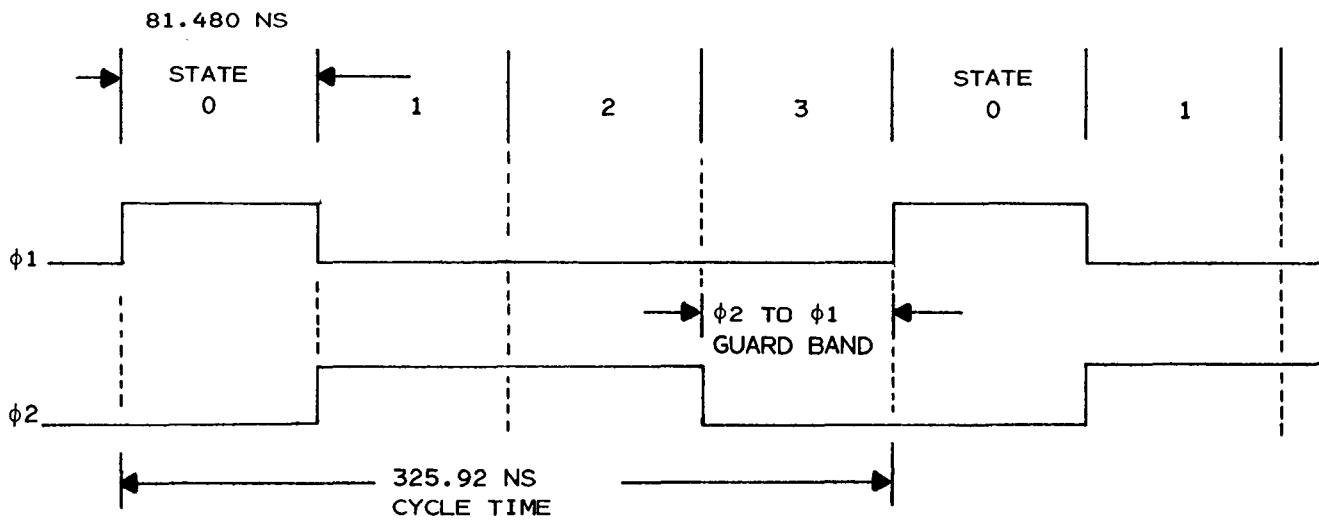 81.480 NS
STATE
0
1
2
3
STATE
0
1
ϕ1
ϕ2 TO ϕ1
GUARD BAND
ϕ2
325.92 NS
CYCLE TIME